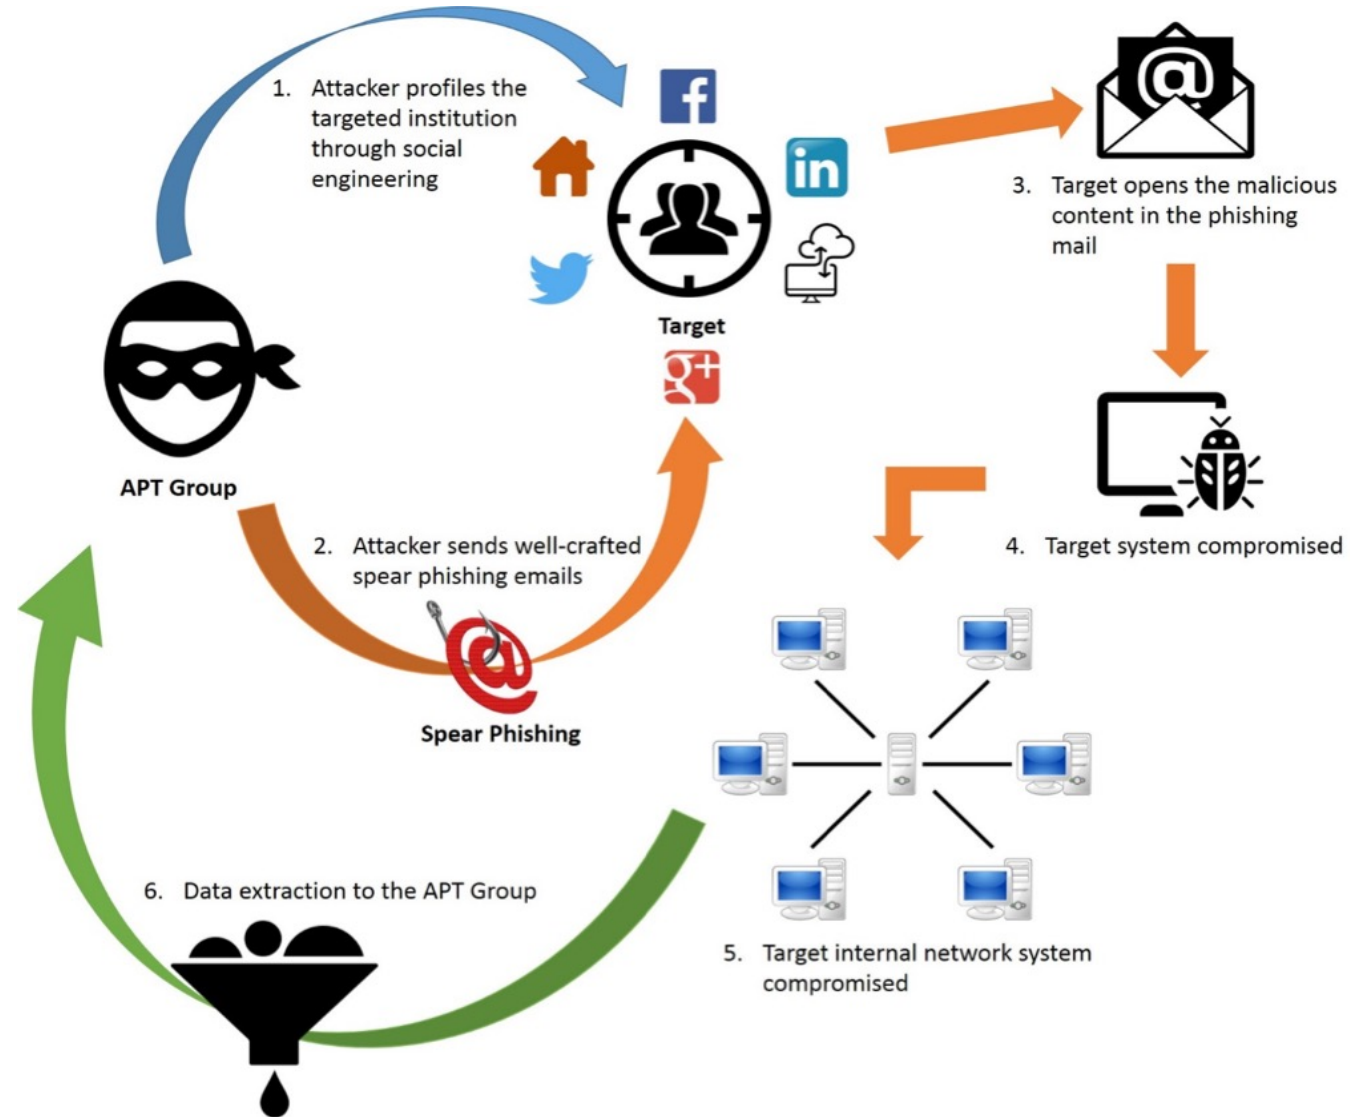 1. Attacker profiles the
targeted institution
through social
engineering
f
in
Target
g+
@
3. Target opens the malicious
content in the phishing
mail
APT Group
2. Attacker sends well-crafted
spear phishing emails
@
Spear Phishing
4. Target system compromised
5. Target internal network system
compromised
6. Data extraction to the APT Group